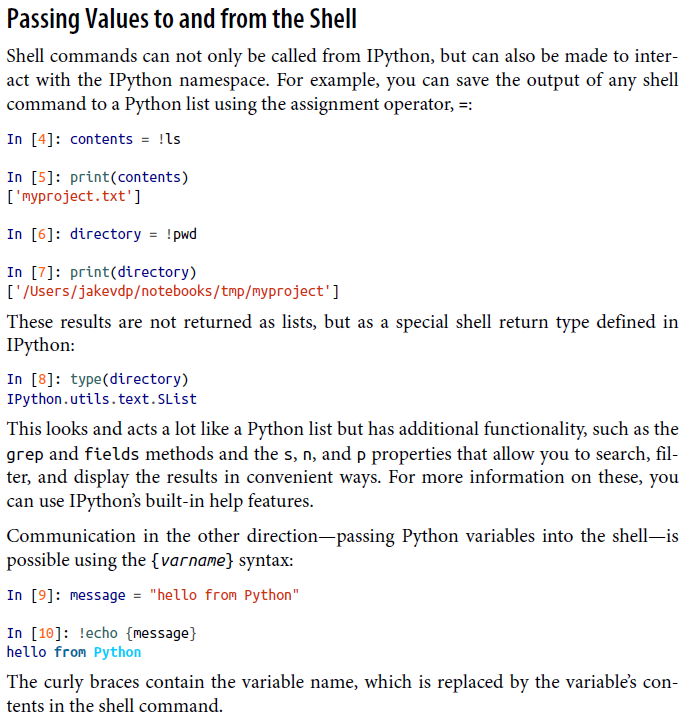 Passing Values to and from the Shell
Shell commands can not only be called from IPython, but can also be made to inter-
act with the IPython namespace. For example, you can save the output of any shell
command to a Python list using the assignment operator, =:
In [4]: contents = !ls
In [5]: print(contents)
['myproject.txt']
In [6]: directory = !pwd
In [7]: print(directory)
['/Users/jakevdp/notebooks/tmp/myproject']
These results are not returned as lists, but as a special shell return type defined in
IPython:
In [8]: type(directory)
IPython.utils.text.SList
This looks and acts a lot like a Python list but has additional functionality, such as the
grep and fields methods and the s, n, and p properties that allow you to search, fil-
ter, and display the results in convenient ways. For more information on these, you
can use IPython’s built-in help features.
Communication in the other direction—passing Python variables into the shell—is
possible using the {varname} syntax:
In [9]: message = "hello from Python"
In [10]: !echo {message}
hello from Python
The curly braces contain the variable name, which is replaced by the variable’s con-
tents in the shell command.